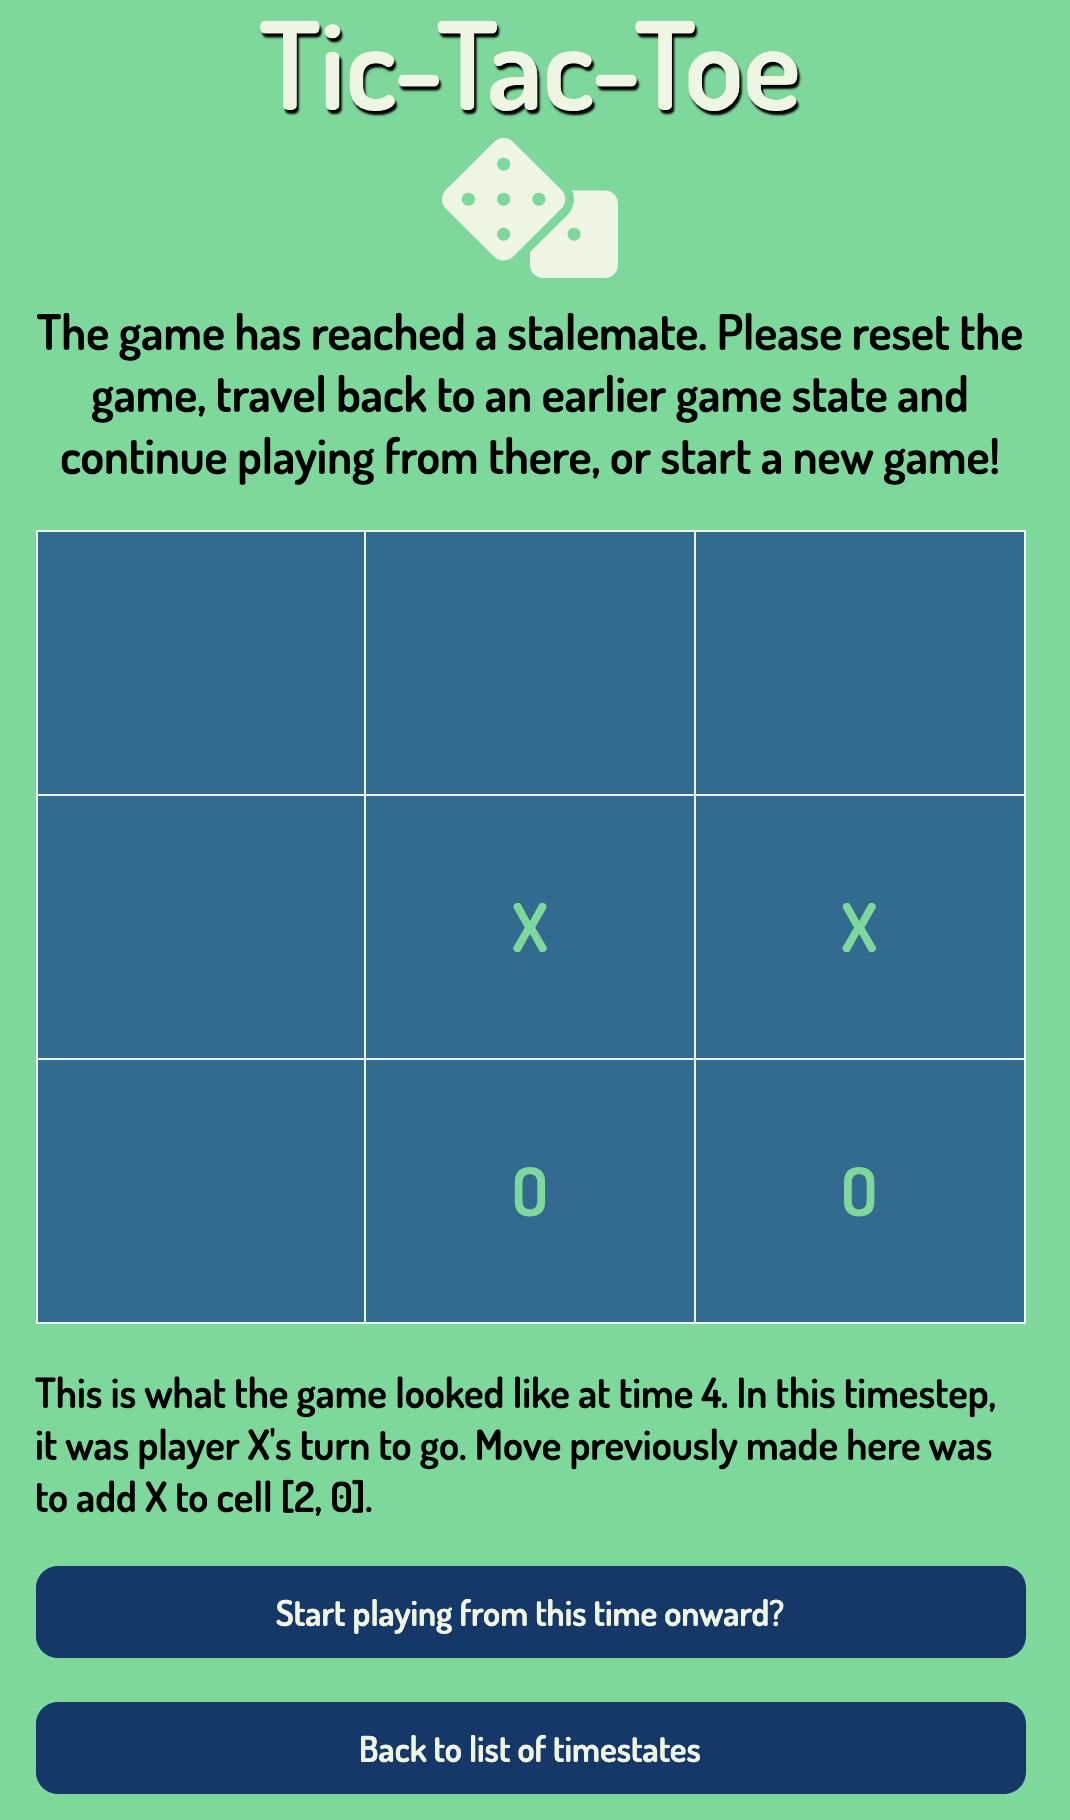 Tic-Tac-Toe
The game has reached a stalemate. Please reset the
game, travel back to an earlier game state and
continue playing from there, or start a new game!
X X
O O
This is what the game looked like at time 4. In this timestep,
it was player X's turn to go. Move previously made here was
to add X to cell [2, 0].
Start playing from this time onward?
Back to list of timestates